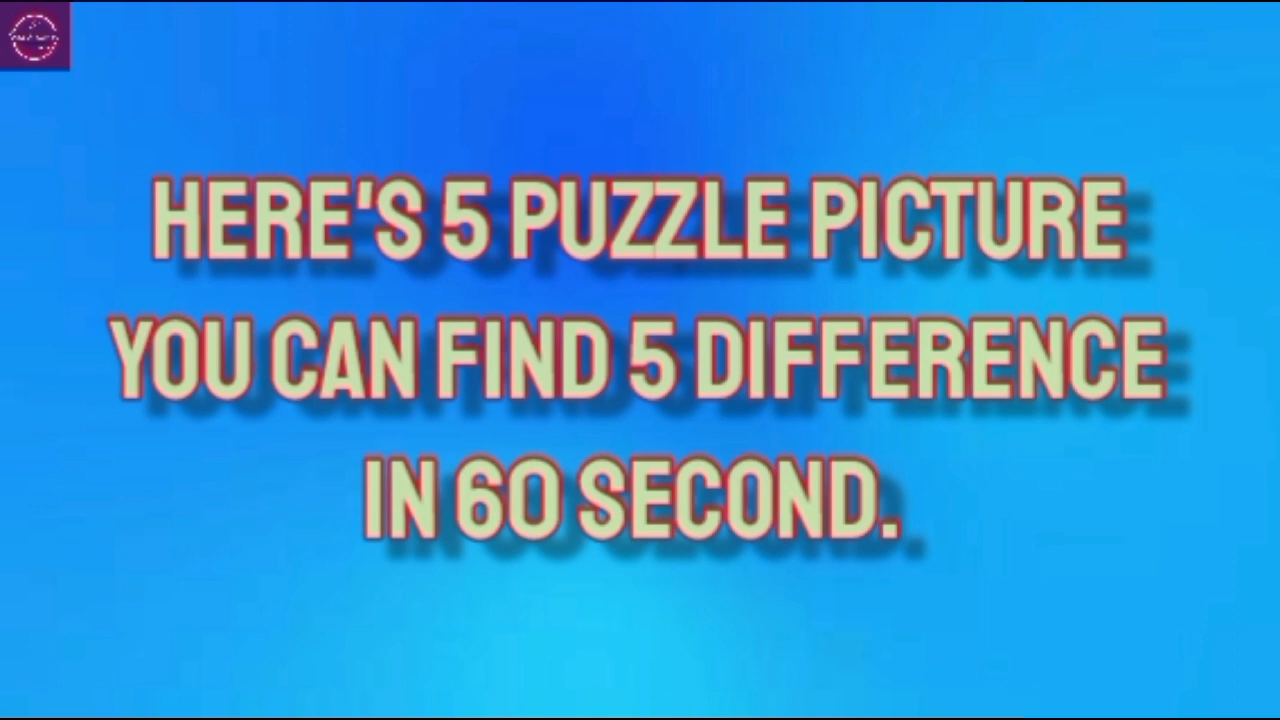 HERE'S 5 PUZZLE PICTURE
YOU CAN FIND 5 DIFFERENCE
IN 60 SECOND.